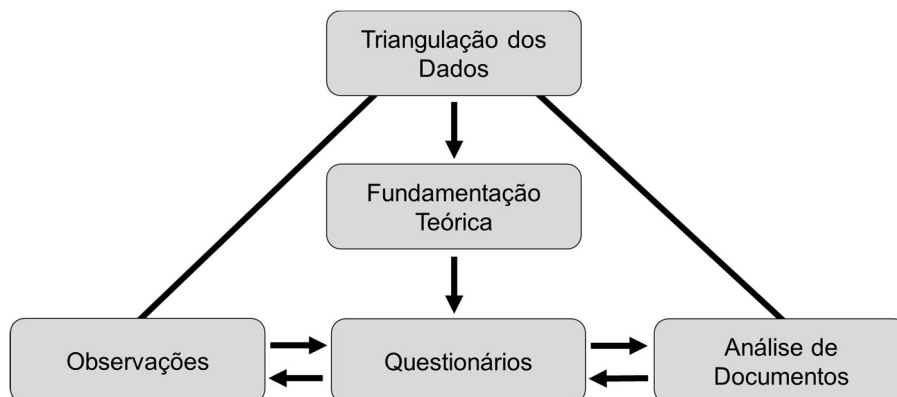 Triangulação dos
Dados
Fundamentação
Teórica
Observações
Questionários
Análise de
Documentos